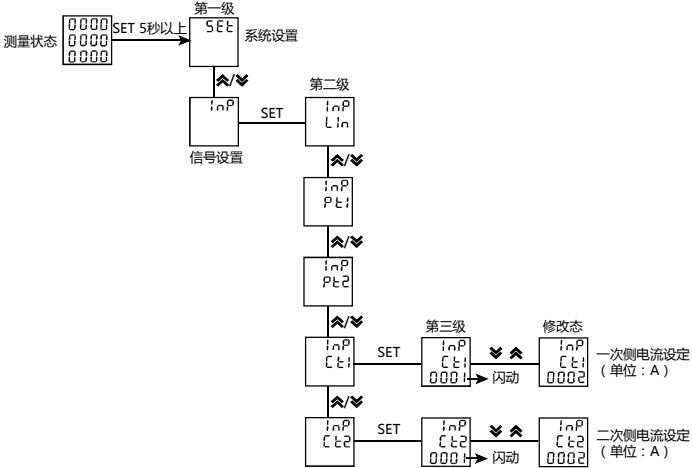 第一级
0000
0000
0000
测量状态
SET 5秒以上
SEt
系统设置
/
InP
信号设置
SET
第二级
InP
LIn
/
InP
Pt1
/
InP
Pt2
/
InP
Ct1
SET
第三级
InP
Ct1
0001
闪动
修改态
InP
Ct1
0002
一次侧电流设定
（单位：A）
/
InP
Ct2
SET
InP
Ct2
0001
闪动
InP
Ct2
0002
二次侧电流设定
（单位：A）